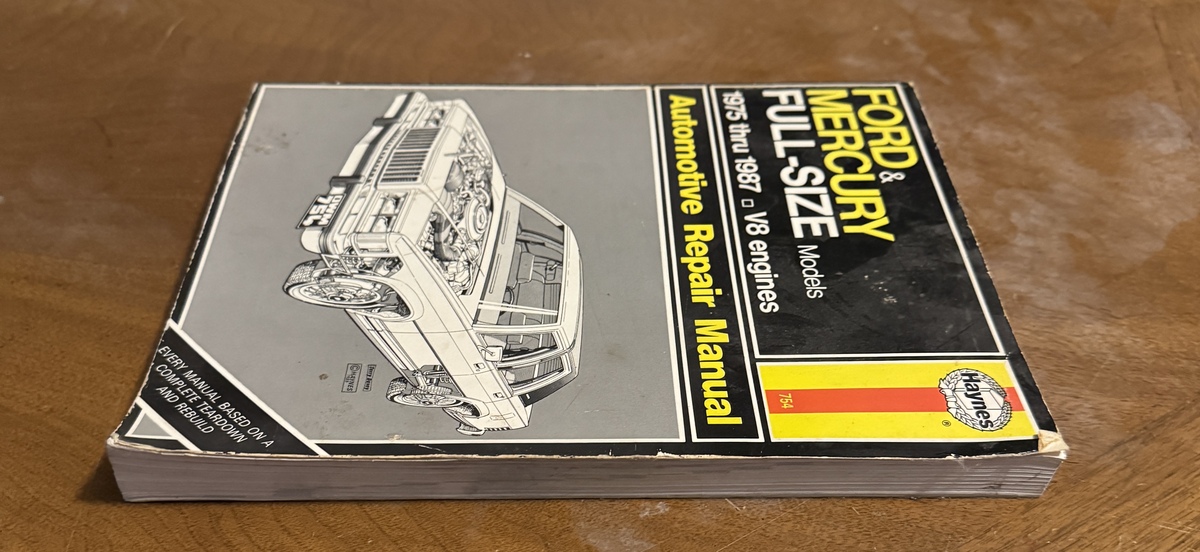 FORD &
MERCURY
FULL-SIZE Models
1975 thru 1987 □ V8 engines
Automotive Repair Manual
Haynes
®
754
EVERY MANUAL BASED ON A
COMPLETE TEARDOWN
AND REBUILD